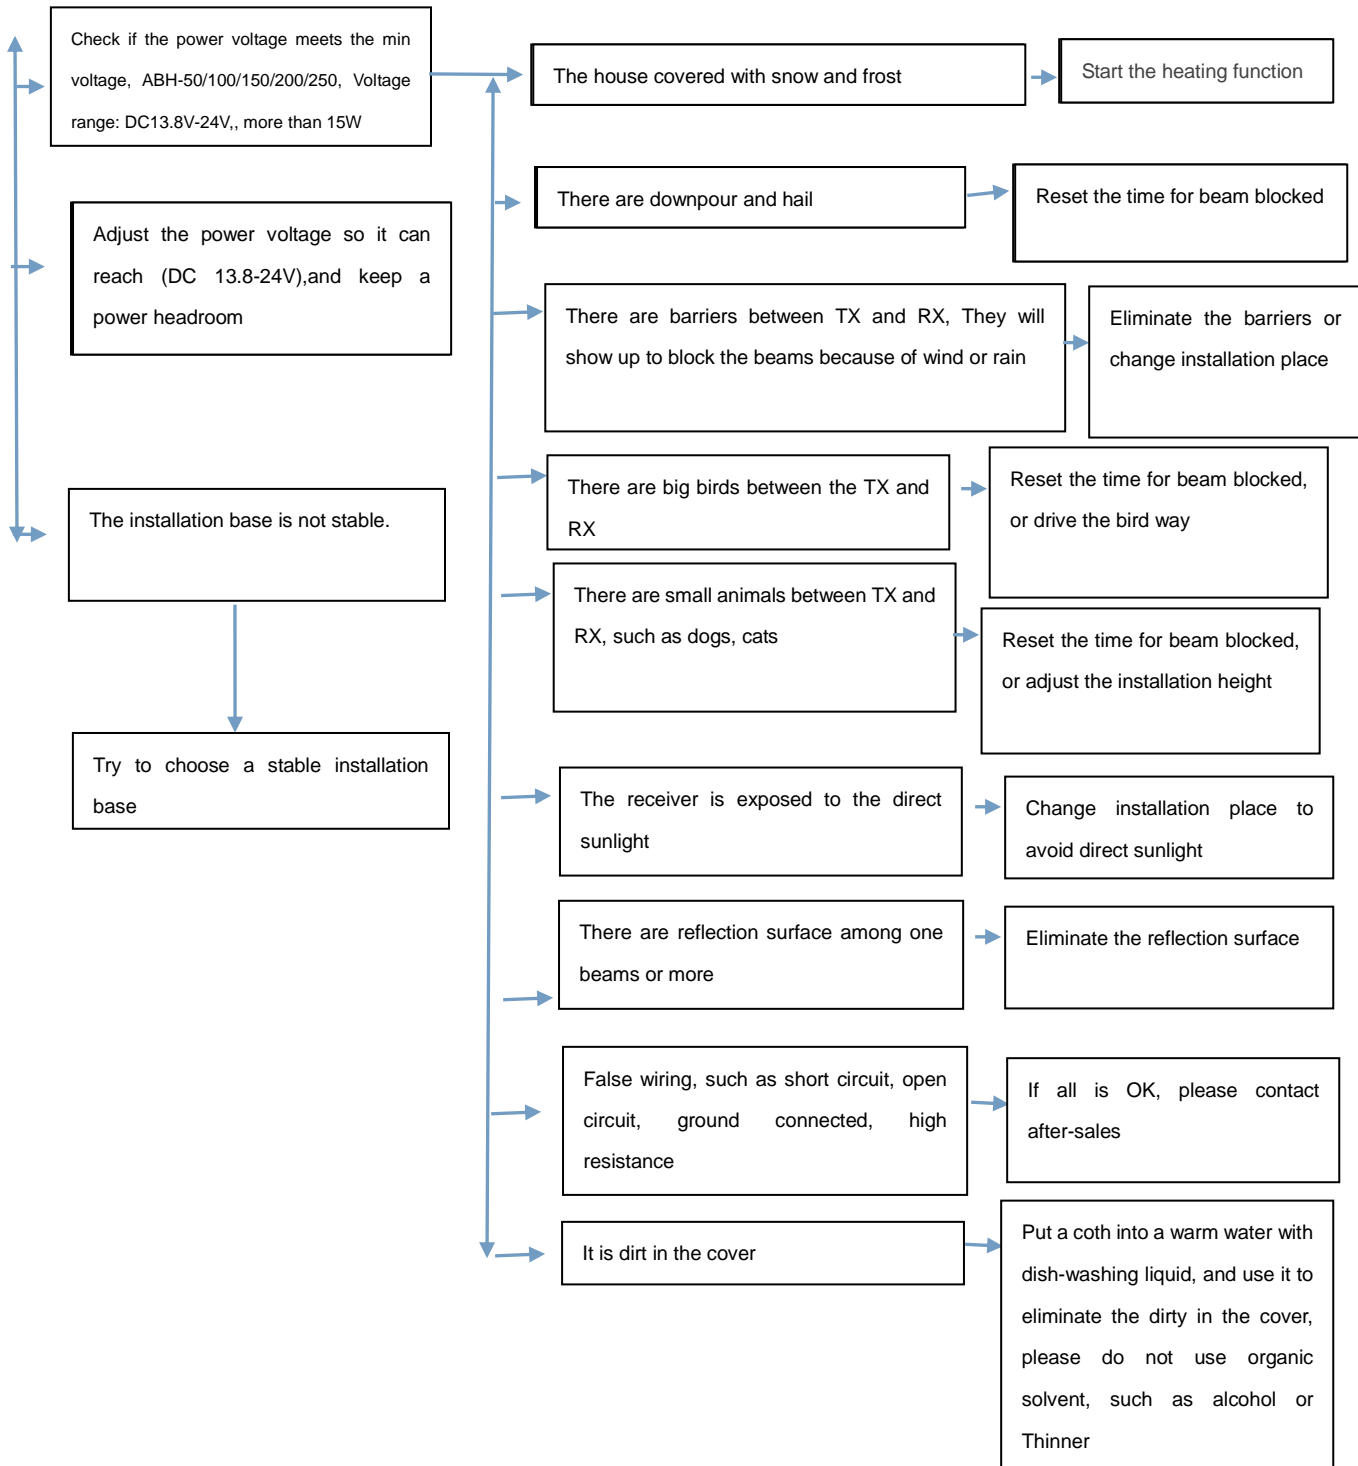 Check if the power voltage meets the min
voltage, ABH-50/100/150/200/250, Voltage
range: DC13.8V-24V,, more than 15W
Adjust the power voltage so it can
reach (DC 13.8-24V),and keep a
power headroom
The installation base is not stable.
Try to choose a stable installation
base
The house covered with snow and frost
Start the heating function
There are downpour and hail
Reset the time for beam blocked
There are barriers between TX and RX, They will
show up to block the beams because of wind or rain
Eliminate the barriers or
change installation place
There are big birds between the TX and
RX
Reset the time for beam blocked,
or drive the bird way
There are small animals between TX and
RX, such as dogs, cats
Reset the time for beam blocked,
or adjust the installation height
The receiver is exposed to the direct
sunlight
Change installation place to
avoid direct sunlight
There are reflection surface among one
beams or more
Eliminate the reflection surface
False wiring, such as short circuit, open
circuit, ground connected, high
resistance
If all is OK, please contact
after-sales
It is dirt in the cover
Put a coth into a warm water with
dish-washing liquid, and use it to
eliminate the dirty in the cover,
please do not use organic
solvent, such as alcohol or
Thinner